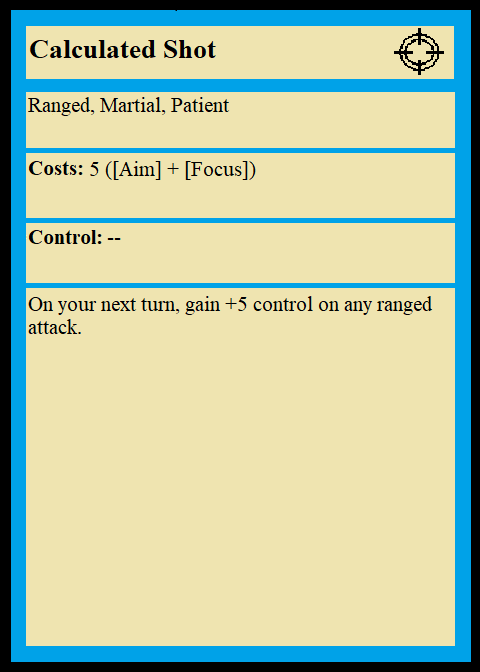 Calculated Shot
Ranged, Martial, Patient
Costs: 5 ([Aim] + [Focus])
Control: --
On your next turn, gain +5 control on any ranged
attack.